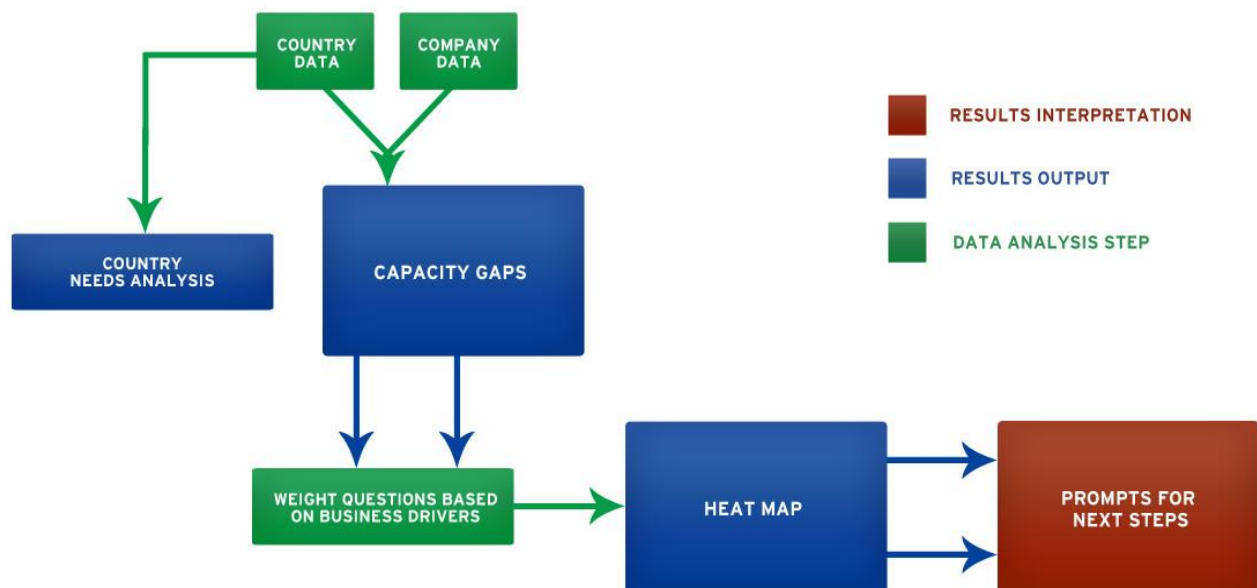 COUNTRY
DATA
COMPANY
DATA
RESULTS INTERPRETATION
RESULTS OUTPUT
DATA ANALYSIS STEP
COUNTRY
NEEDS ANALYSIS
CAPACITY GAPS
WEIGHT QUESTIONS BASED
ON BUSINESS DRIVERS
HEAT MAP
PROMPTS FOR
NEXT STEPS